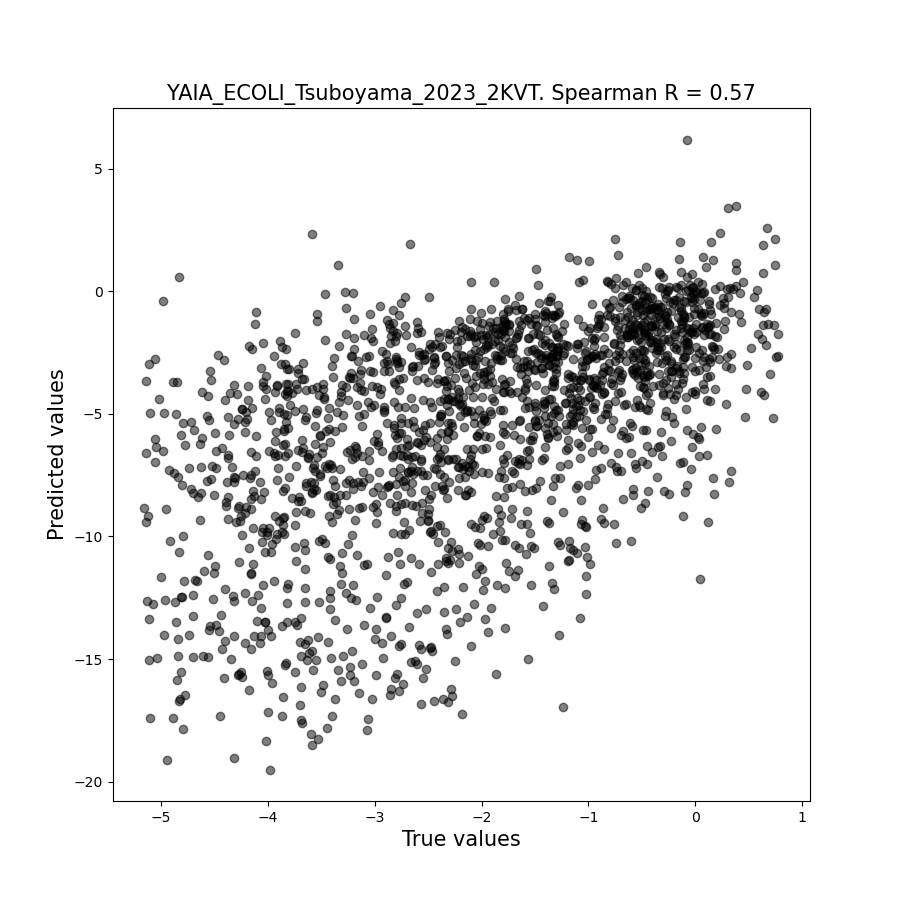 YAIA_ECOLI_Tsuboyama_2023_2KVT. Spearman R = 0.57
5
0
−5
−10
−15
−20
Predicted values
−5 −4 −3 −2 −1 0 1
True values